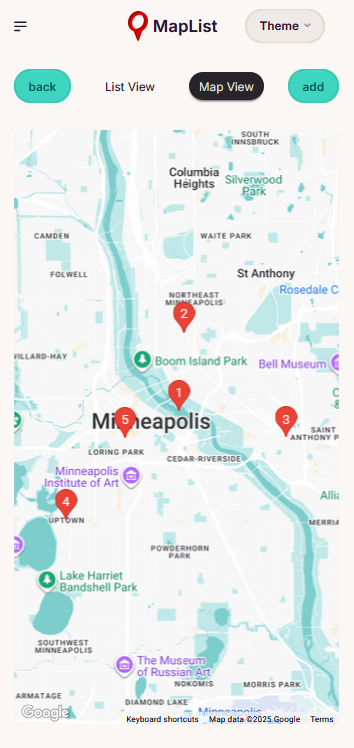 MapList
Theme
back
List View
Map View
add
SOUTH
INNSBRUCK
Columbia
Heights
Silverwood
Park
CAMDEN
WAITE PARK
FOLWELL
St Anthony
Rosedale C
NORTHEAST
MINNEAPOLIS
2
VILLARD-HAY
Boom Island Park
Bell Museum
1
5
3
Minneapolis
SAINT
ANTHONY P
LORING PARK
CEDAR-RIVERSIDE
Minneapolis
Institute of Art
4
Allia
UPTOWN
MERRIA
POWDERHORN
PARK
Lake Harriet
Bandshell Park
SOUTHWEST
MINNEAPOLIS
The Museum
of Russian Art
NOKOMIS
MORRIS PARK
ARMATAGE
DIAMOND LAKE
Minneapolis
Google
Keyboard shortcuts
Map data ©2025 Google
Terms